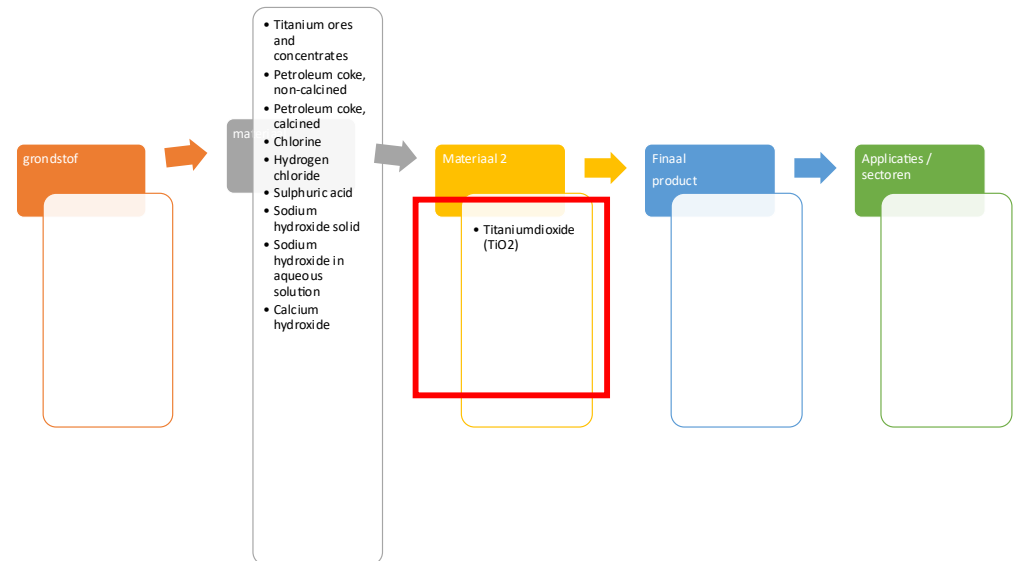 grondstof
mat
• Titanium ores
and
concentrates
• Petroleum coke,
non-calcined
• Petroleum coke,
calcined
• Chlorine
• Hydrogen
chloride
• Sulphuric acid
• Sodium
hydroxide solid
• Sodium
hydroxide in
aqueous
solution
• Calcium
hydroxide
Materiaal 2
• Titaniumdioxide
(TiO2)
Finaal
product
Applicaties /
sectoren